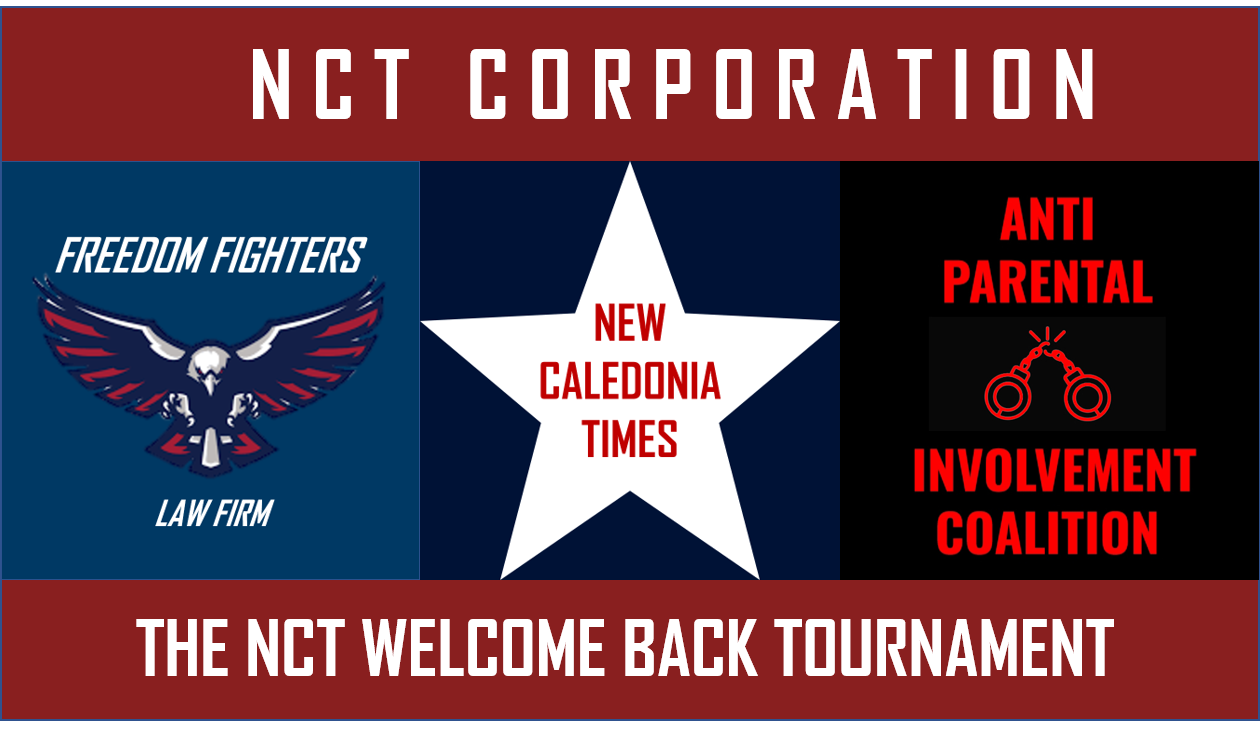 NCT CORPORATION
FREEDOM FIGHTERS
LAW FIRM
NEW
CALEDONIA
TIMES
ANTI
PARENTAL
INVOLVEMENT
COALITION
THE NCT WELCOME BACK TOURNAMENT